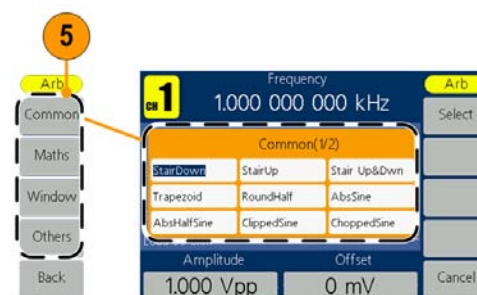 5
Arb
Common
Maths
Window
Others
Back
CH 1
Frequency
1.000 000 000 kHz
Common(1/2)
StairDown StairUp Stair Up&Dwn
Trapezoid RoundHalf AbsSine
AbsHalfSine ClippedSine ChoppedSine
Amplitude Offset
1.000 Vpp 0 mV
Arb
Select
Cancel